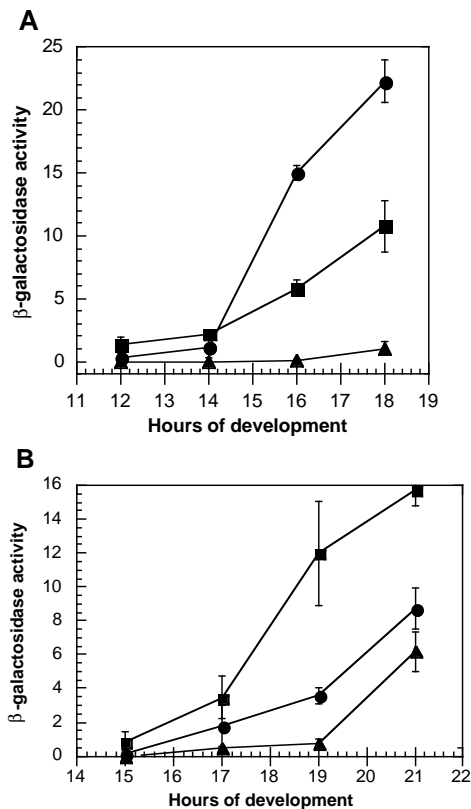 A
25
20
15
10
5
0
β-galactosidase activity
11 12 13 14 15 16 17 18 19
Hours of development
B
16
14
12
10
8
6
4
2
0
β-galactosidase activity
14 15 16 17 18 19 20 21 22
Hours of development